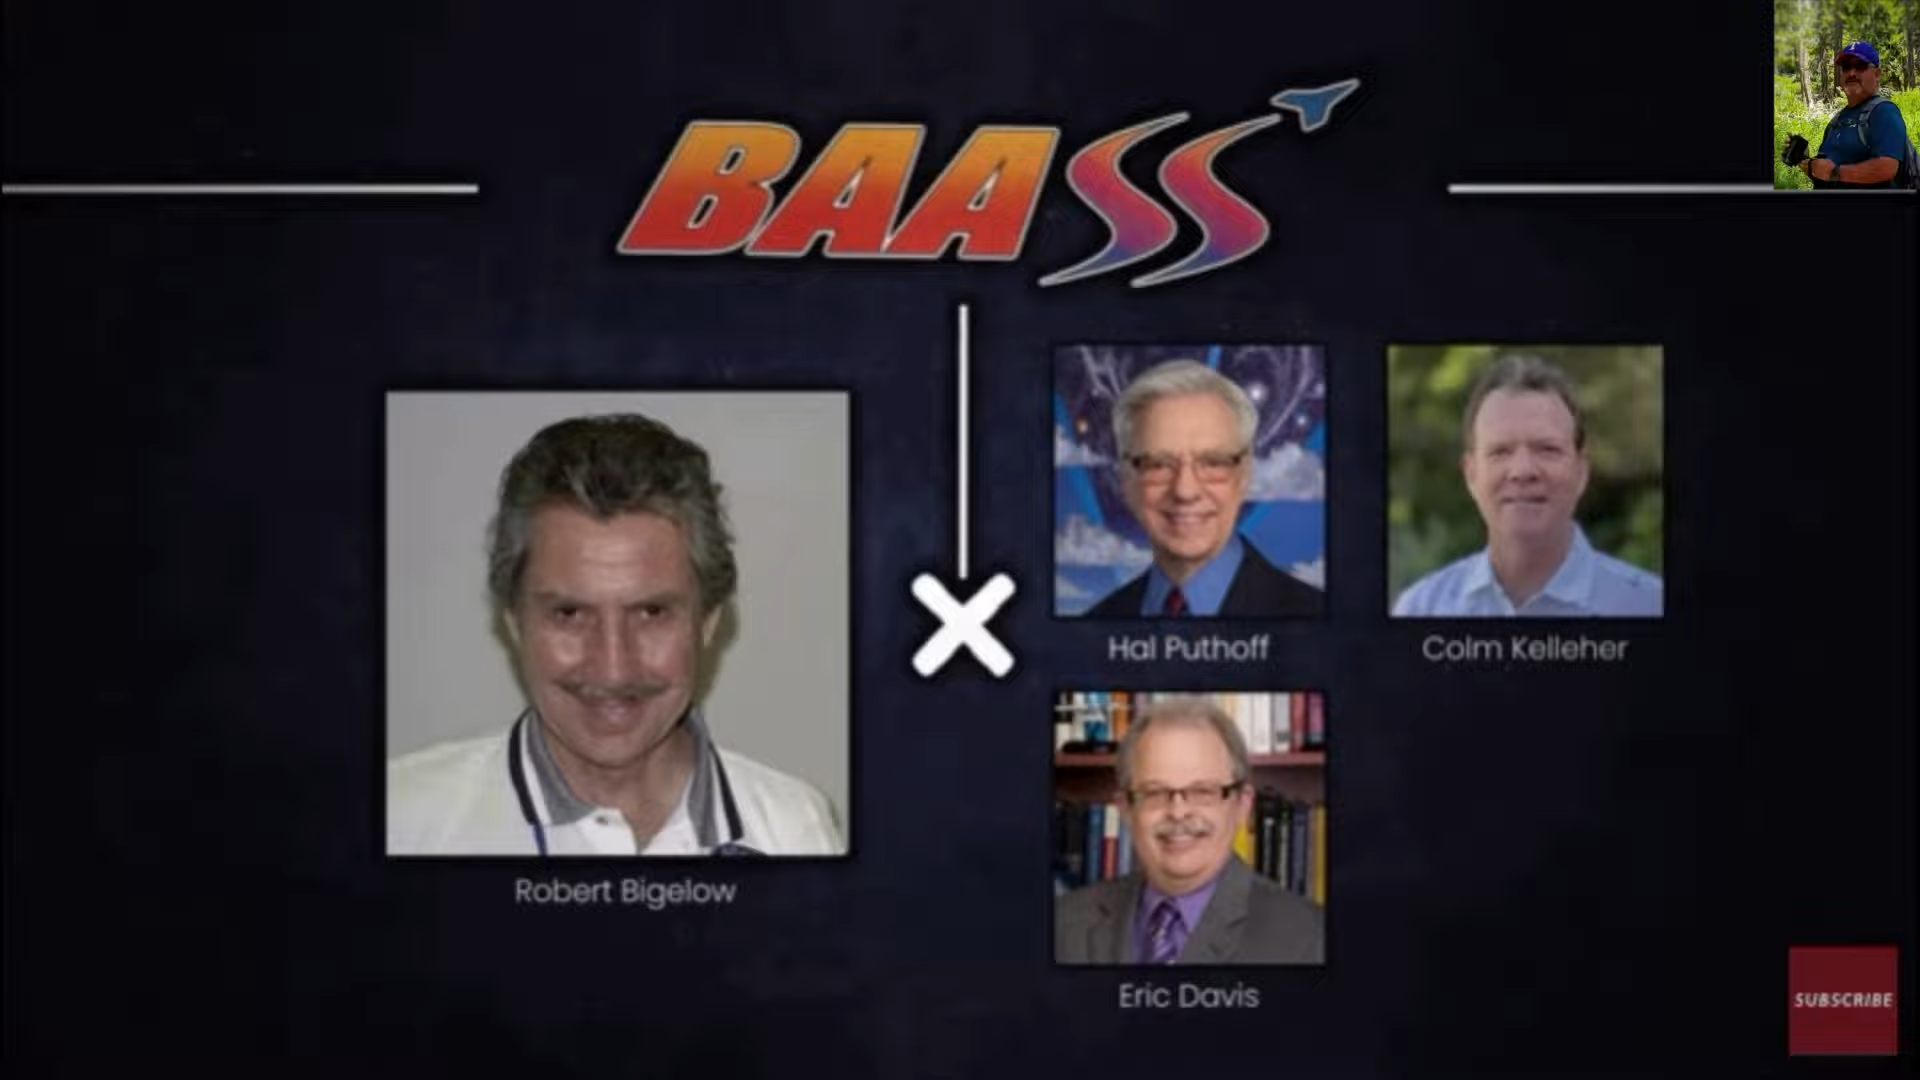 BAASS
Hal Puthoff
Colm Kelleher
Robert Bigelow
Eric Davis
SUBSCRIBE